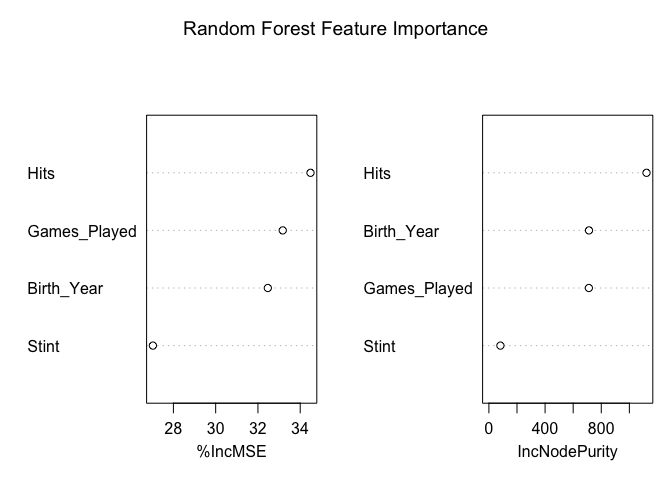 Random Forest Feature Importance
Hits
Games_Played
Birth_Year
Stint
28 30 32 34
%IncMSE
Hits
Birth_Year
Games_Played
Stint
0 400 800
IncNodePurity